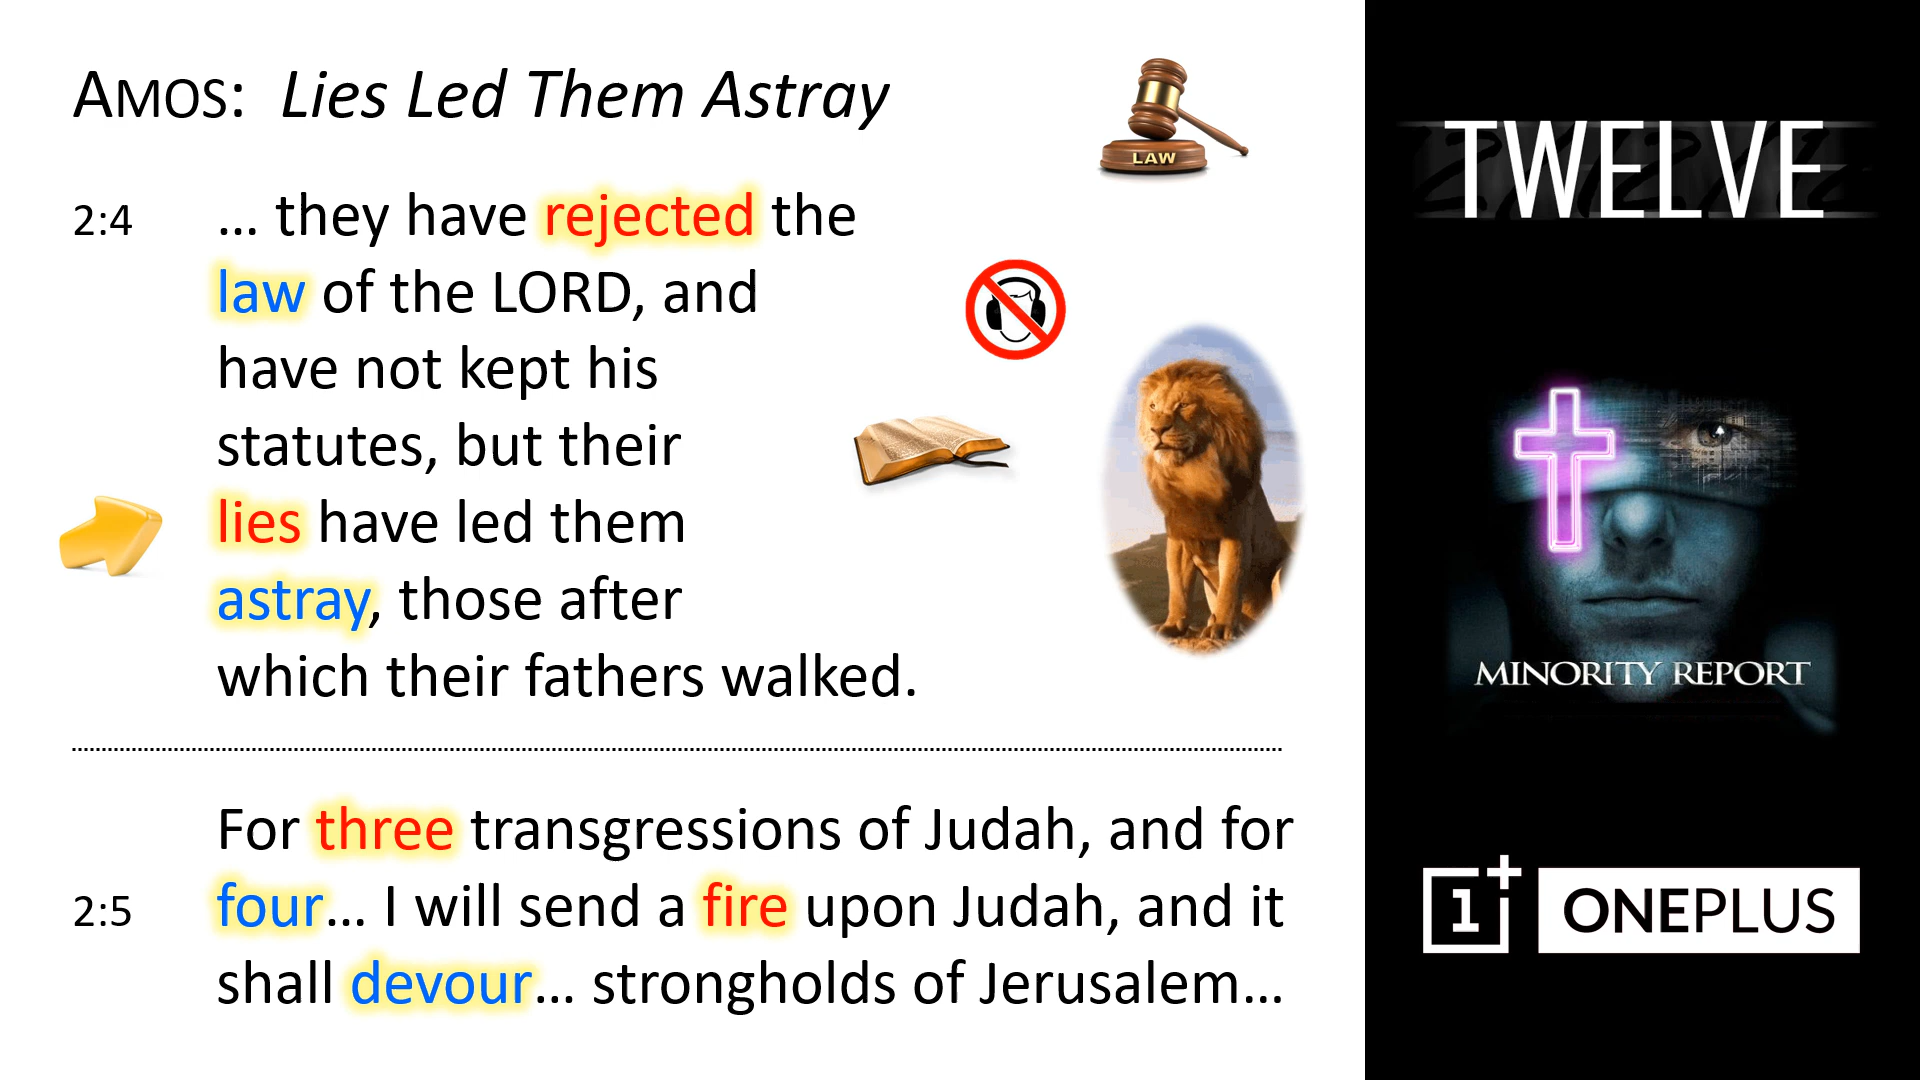 AMOS: Lies Led Them Astray
LAW
2:4 … they have rejected the
law of the LORD, and
have not kept his
statutes, but their
lies have led them
astray, those after
which their fathers walked.
For three transgressions of Judah, and for
2:5 four… I will send a fire upon Judah, and it
shall devour… strongholds of Jerusalem…
TWELVE
MINORITY REPORT
1+ ONEPLUS